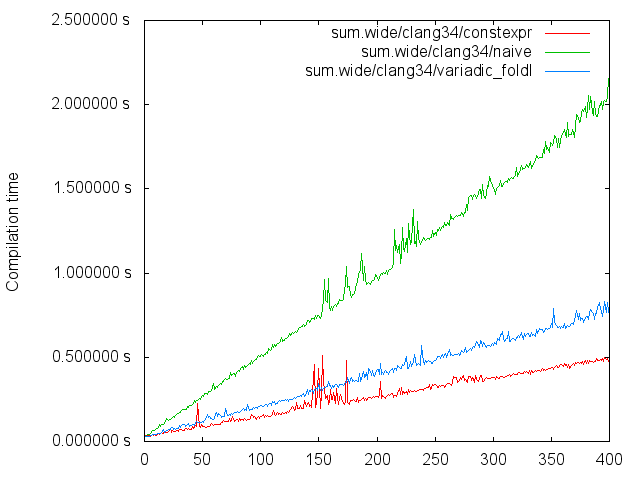 2.500000 s
2.000000 s
1.500000 s
1.000000 s
0.500000 s
0.000000 s
Compilation time
sum.wide/clang34/constexpr
sum.wide/clang34/naive
sum.wide/clang34/variadic_foldl
0 50 100 150 200 250 300 350 400